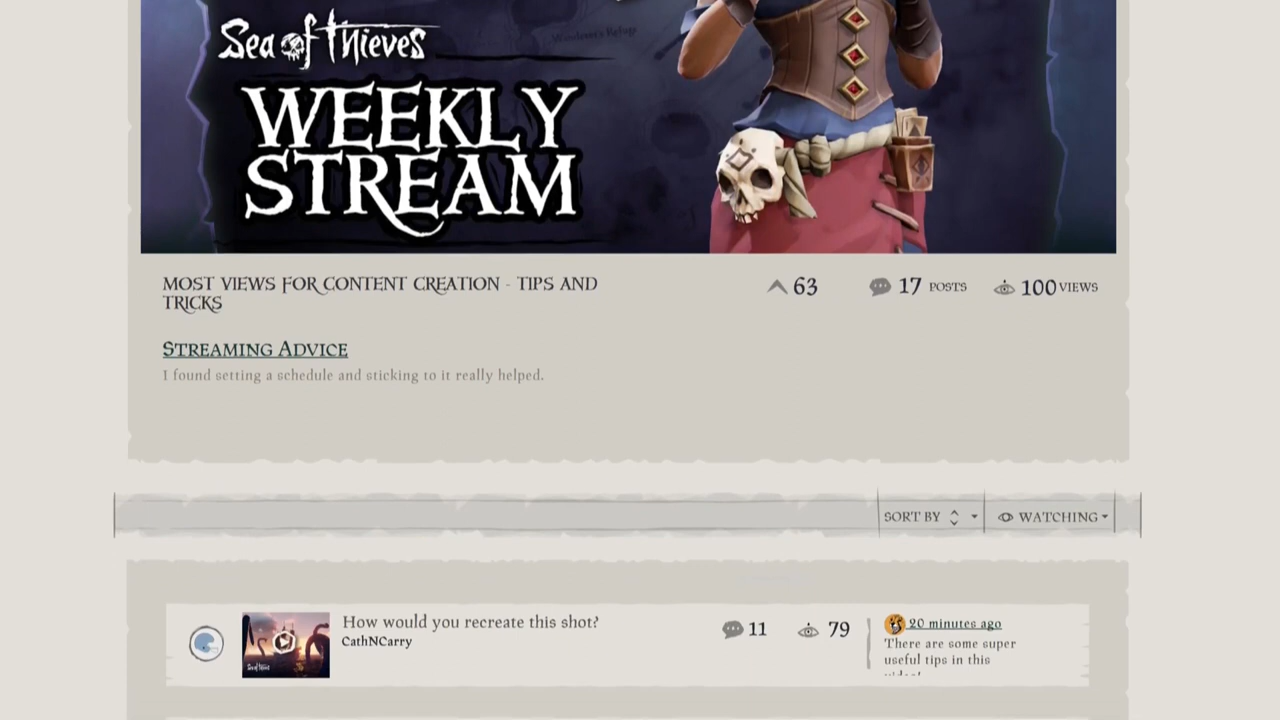 Sea of Thieves
WEEKLY
STREAM
MOST VIEWS FOR CONTENT CREATION - TIPS AND
TRICKS
63
17 POSTS
100 VIEWS
STREAMING ADVICE
I found setting a schedule and sticking to it really helped.
SORT BY
WATCHING
How would you recreate this shot?
CathNCarry
11
79
20 minutes ago
There are some super
useful tips in this